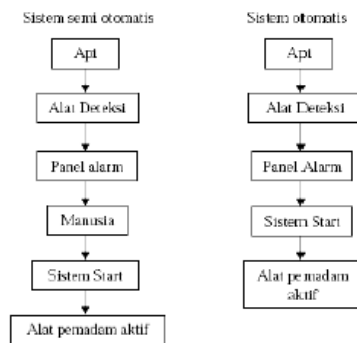 Sistem semi otomatis
Api
Alat Deteksi
Panel alarm
Manusia
Sistem Start
Alat pemadam aktif
Sistem otomatis
Api
Alat Deteksi
Panel Alarm
Sistem Start
Alat pemadam
aktif